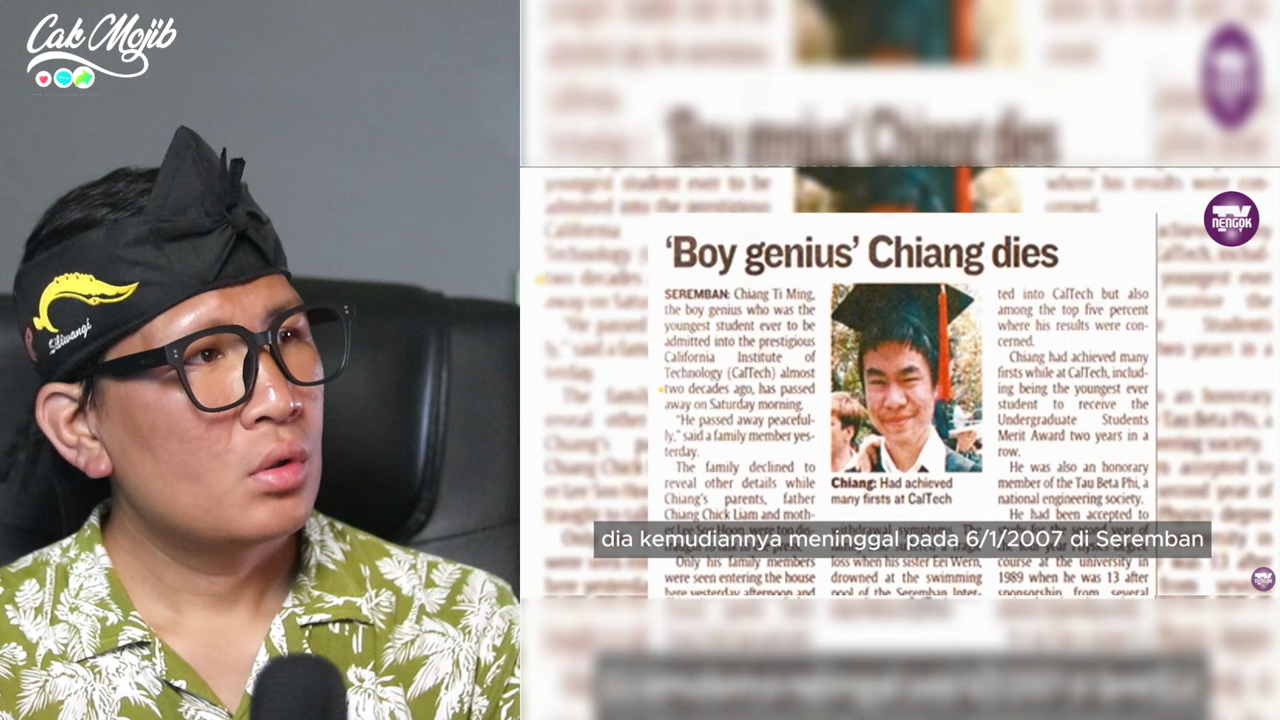 Cak Mojib
Siliwangi
TV
NENGOK
'Boy genius' Chiang dies
SEREMBAN: Chiang Ti Ming,
the boy genius who was the
youngest student ever to be
admitted into the prestigious
California Institute of
Technology (CalTech) almost
two decades ago, has passed
away on Saturday morning.
"He passed away peaceful-
ly," said a family member yes-
terday.
The family declined to
reveal other details while
Chiang's parents, father
Chiang Chick Liam and moth-
Only his family members
were seen entering the house
here yesterday afternoon and
Chiang: Had achieved
many firsts at CalTech
loss when his sister Eei Wern,
drowned at the swimming
pool of the Seremban Inter-
ted into CalTech but also
among the top five percent
where his results were con-
cerned.
Chiang had achieved many
firsts while at CalTech, includ-
ing being the youngest ever
student to receive the
Undergraduate Students
Merit Award two years in a
row.
He was also an honorary
member of the Tau Beta Phi, a
national engineering society.
He had been accepted to
course at the university in
1989 when he was 13 after
sponsorship from several
dia kemudiannya meninggal pada 6/1/2007 di Seremban